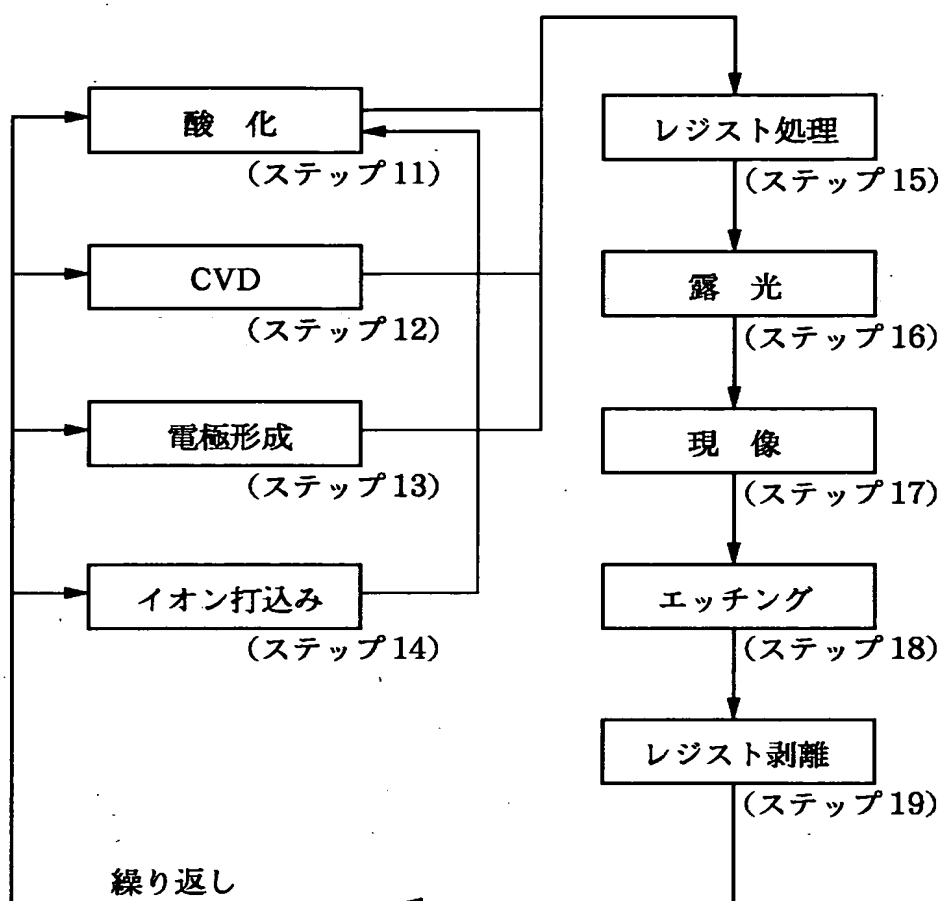 酸　化
(ステップ11)
CVD
(ステップ12)
電極形成
(ステップ13)
イオン打込み
(ステップ14)
レジスト処理
(ステップ15)
露　光
(ステップ16)
現　像
(ステップ17)
エッチング
(ステップ18)
レジスト剥離
(ステップ19)
繰り返し